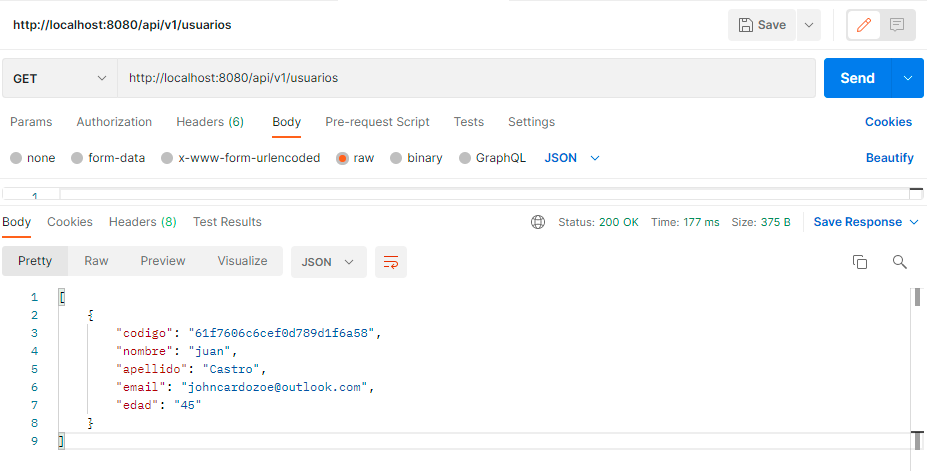 http://localhost:8080/api/v1/usuarios Save
GET http://localhost:8080/api/v1/usuarios Send
Params Authorization Headers (6) Body Pre-request Script Tests Settings Cookies
none form-data x-www-form-urlencoded raw binary GraphQL JSON Beautify
1
Body Cookies Headers (8) Test Results Status: 200 OK Time: 177 ms Size: 375 B Save Response
Pretty Raw Preview Visualize JSON
1 [
2 {
3 "codigo": "61f7606c6cef0d789d1f6a58",
4 "nombre": "juan",
5 "apellido": "Castro",
6 "email": "johncardozoe@outlook.com",
7 "edad": "45"
8 }
9 ]